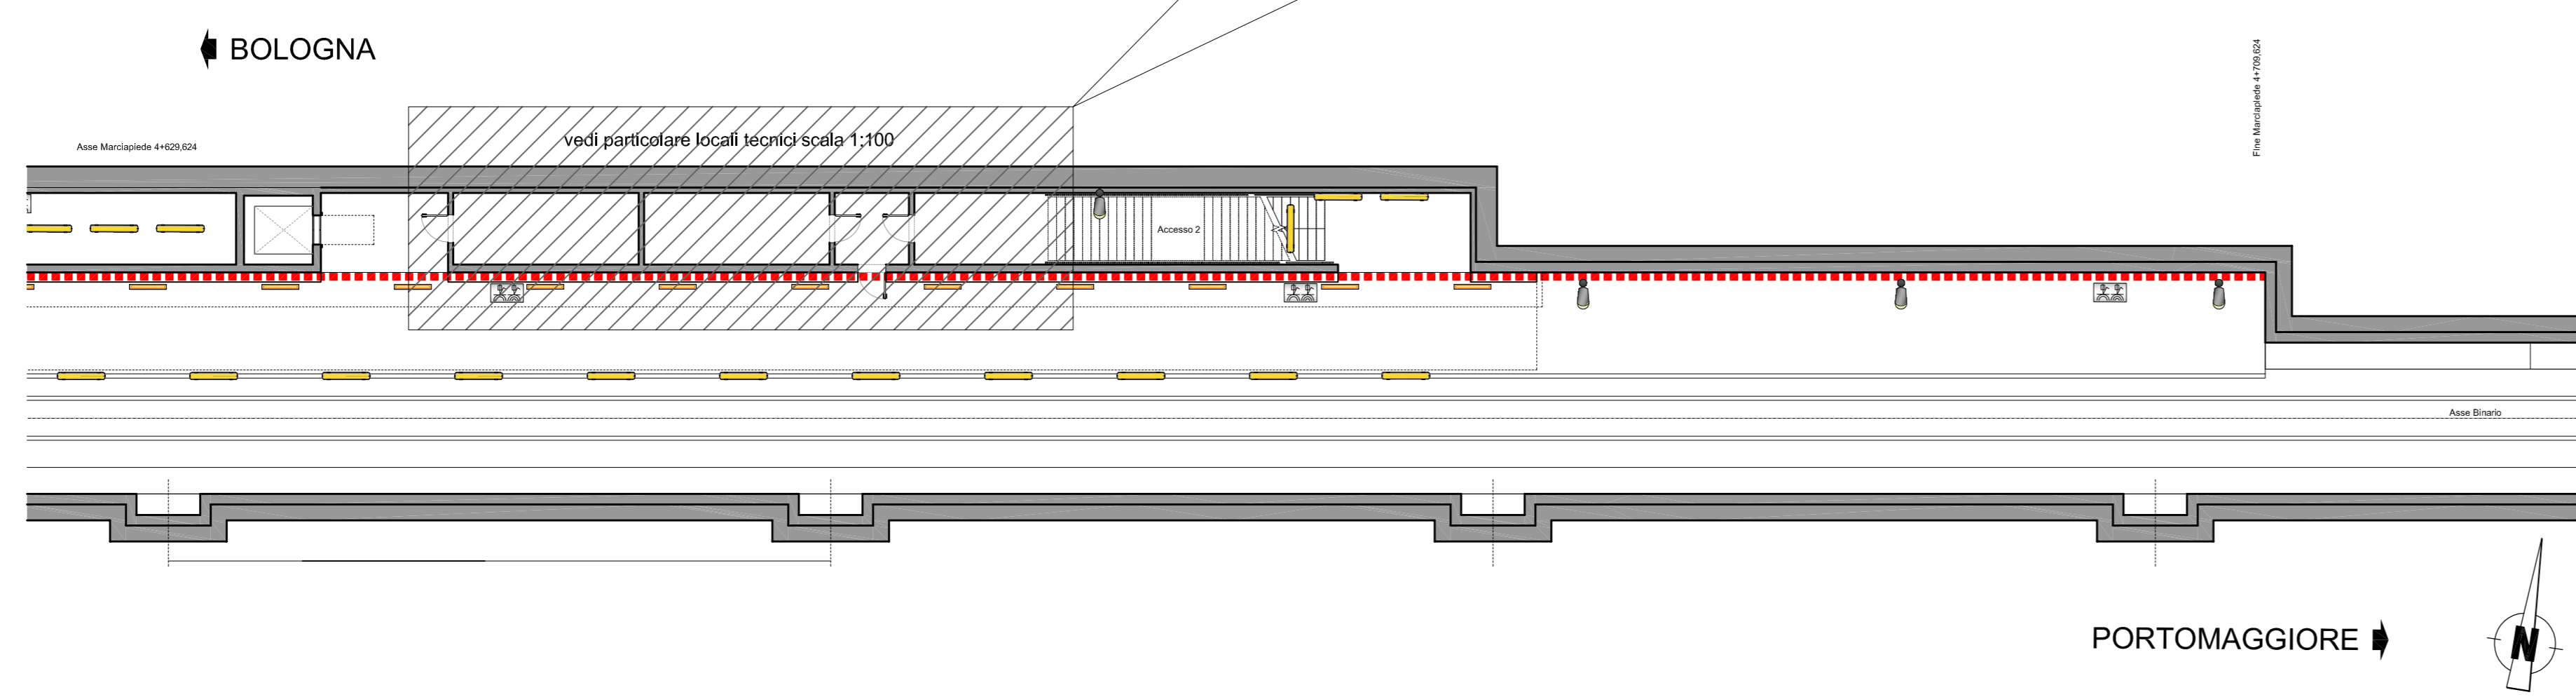 BOLOGNA
Fine Marciapiede 4+709,624
vedi particolare locali tecnici scala 1:100
Asse Marciapiede 4+629,624
Accesso 2
Asse Binario
PORTOMAGGIORE
N